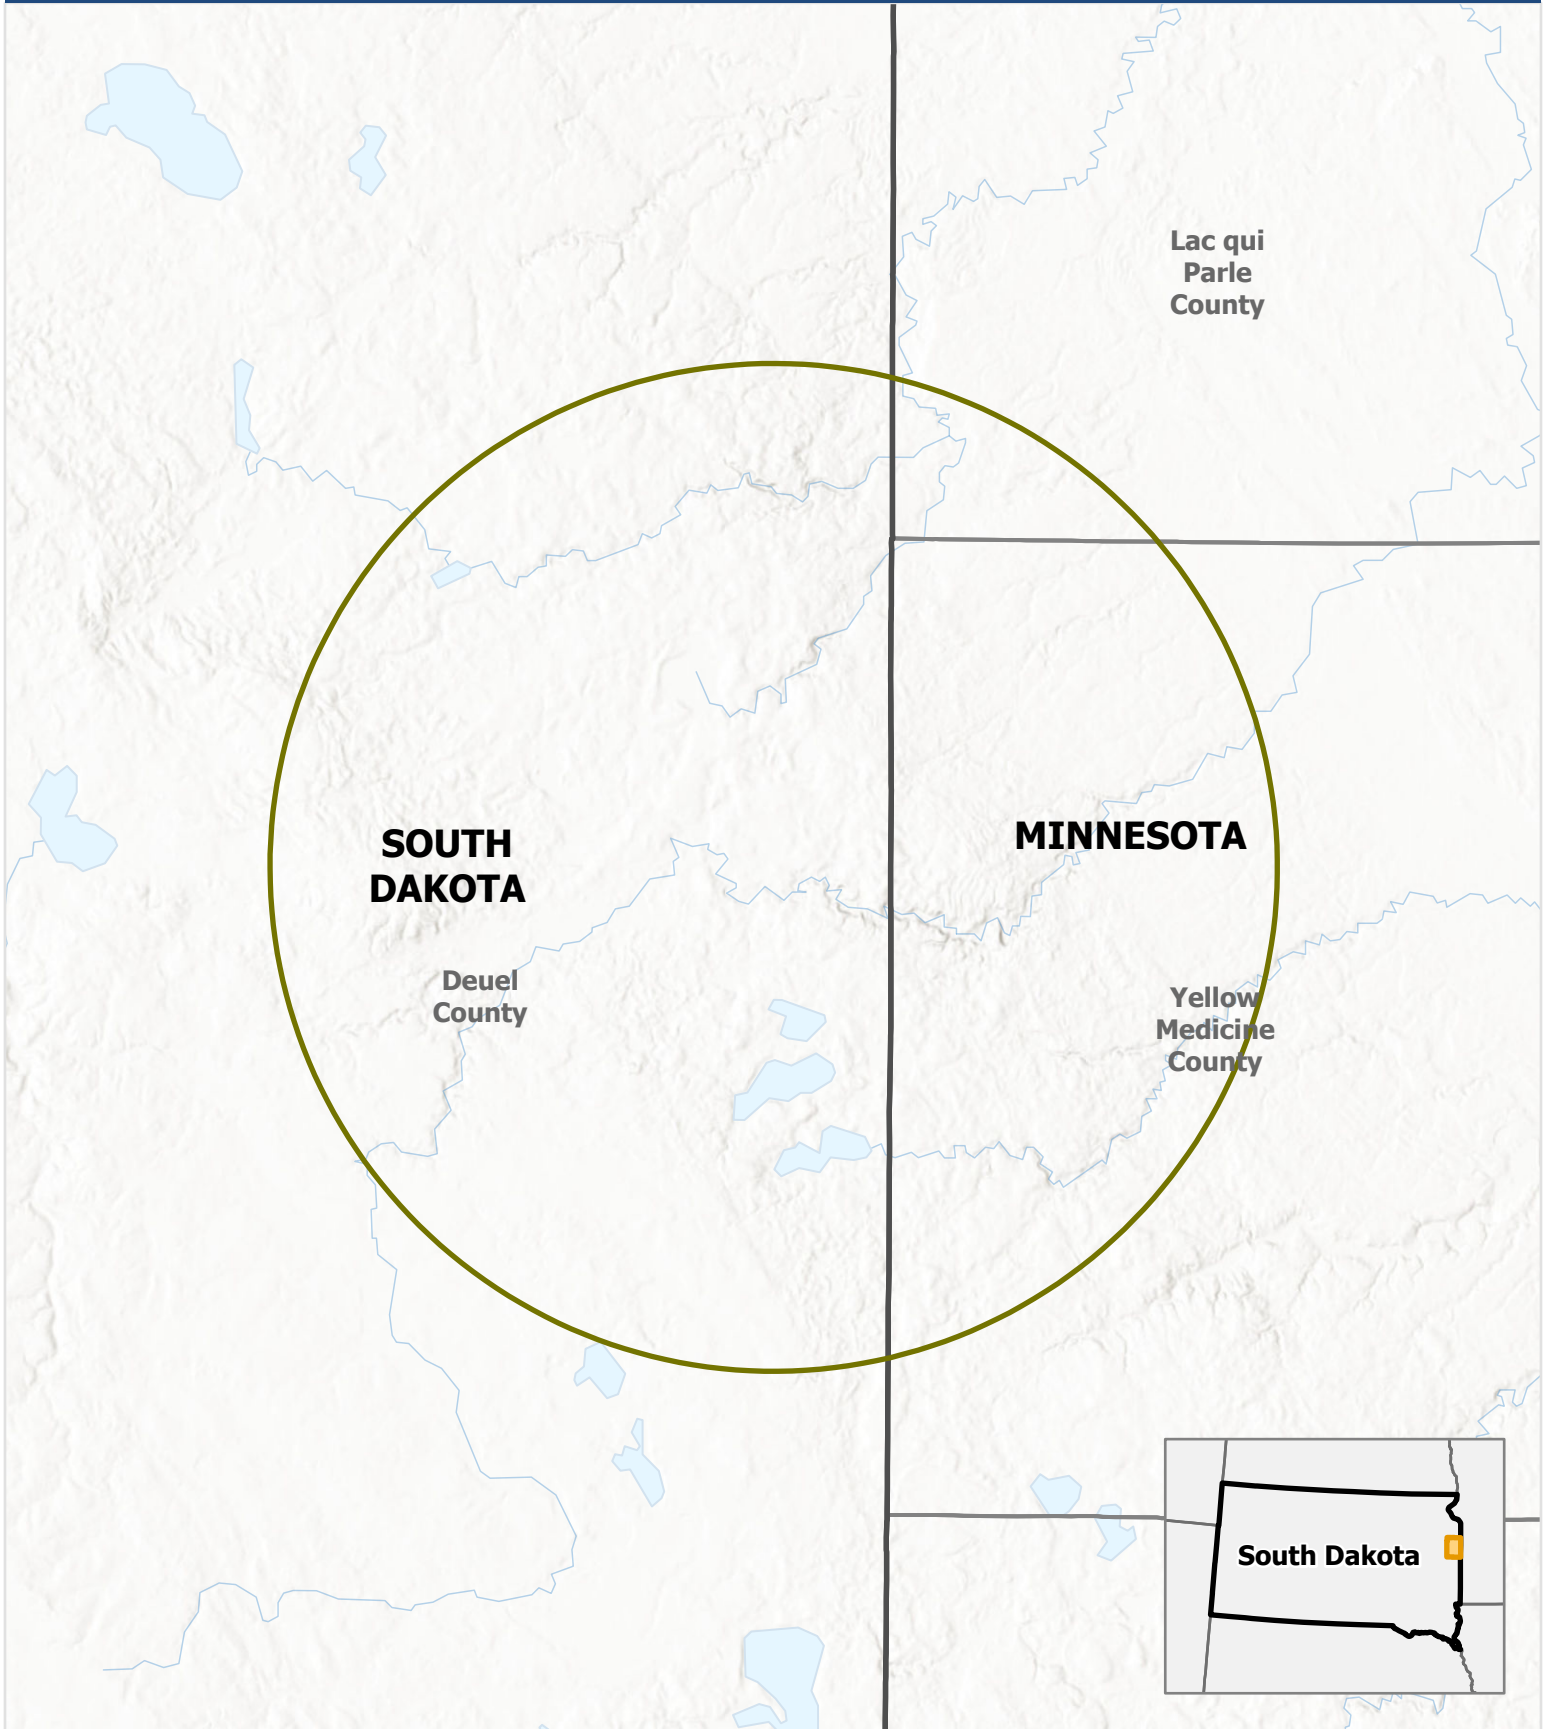 Lac qui
Parle
County
SOUTH
DAKOTA
MINNESOTA
Deuel
County
Yellow
Medicine
County
South Dakota